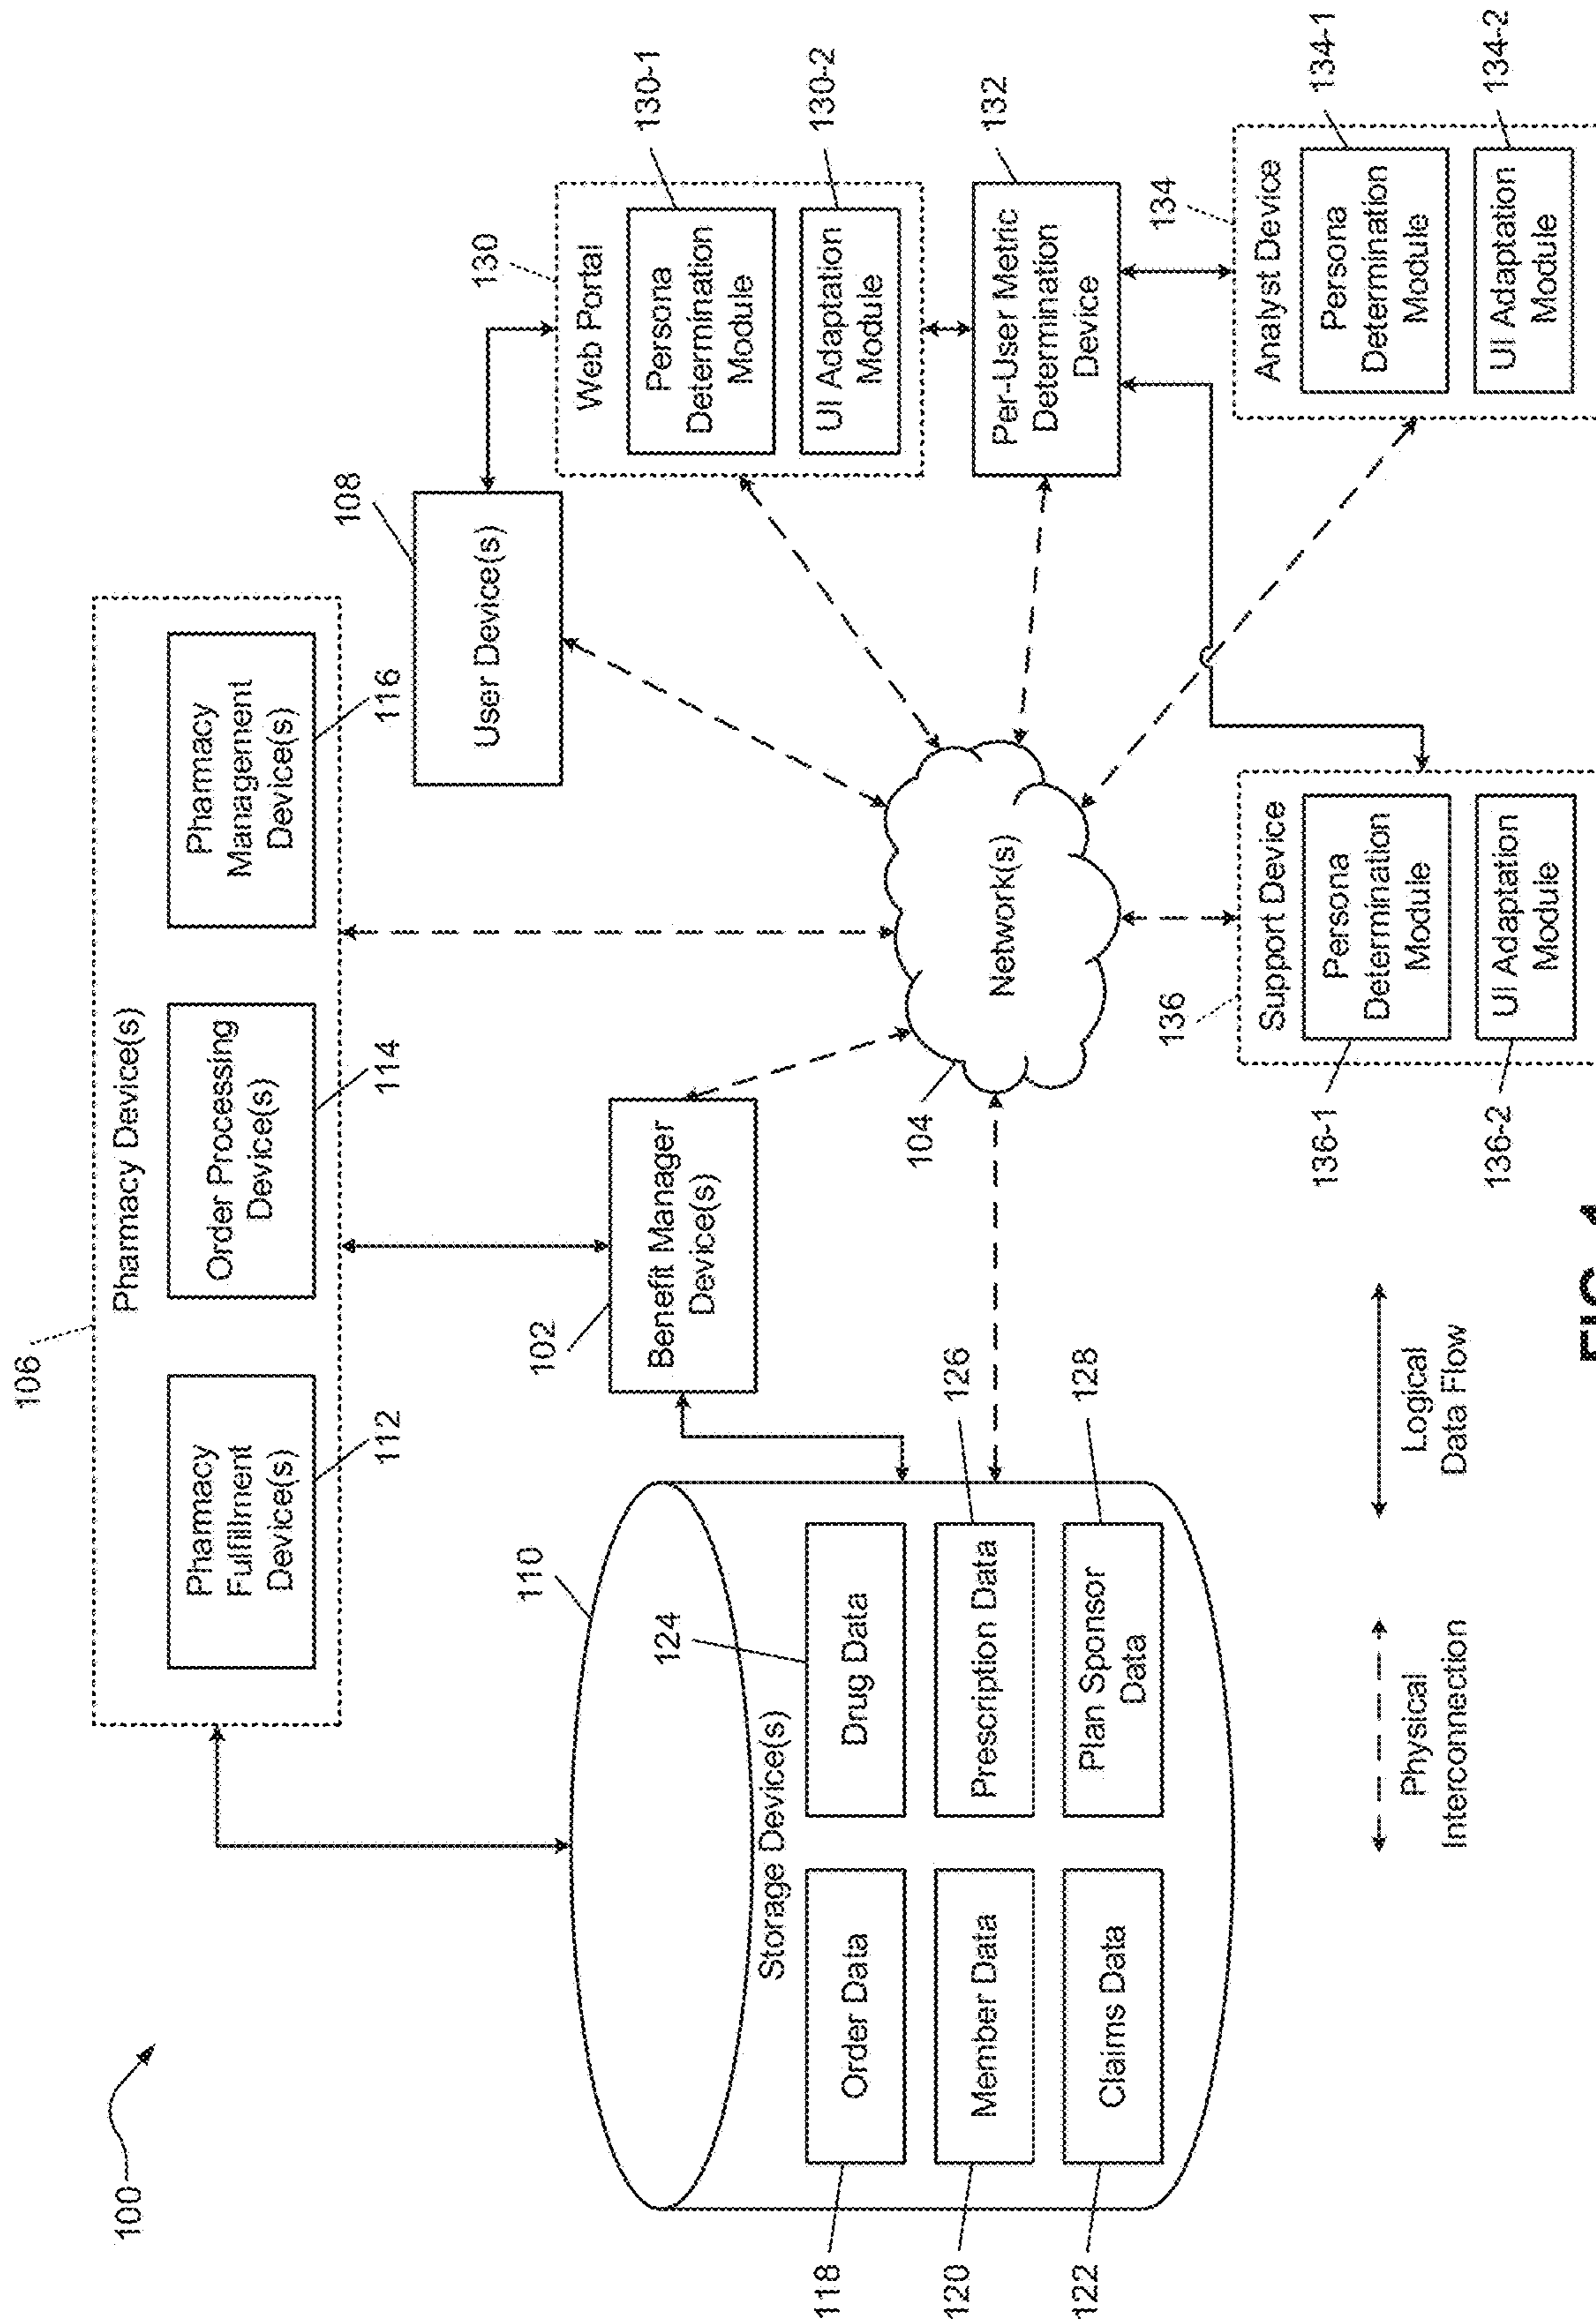 100
106
Pharmacy Device(s)
Pharmacy
Fulfillment
Device(s)
112
Order Processing
Device(s)
114
Pharmacy
Management
Device(s)
116
108
User Device(s)
102
Benefit Manager
Device(s)
110
Storage Device(s)
118
Order Data
120
Member Data
122
Claims Data
124
Drug Data
Prescription Data
126
Plan Sponsor
Data
128
104
Network(s)
130
Web Portal
Persona
Determination
Module
130-1
UI Adaptation
Module
130-2
Per-User Metric
Determination
Device
132
134
Analyst Device
Persona
Determination
Module
134-1
UI Adaptation
Module
134-2
136
Support Device
Persona
Determination
Module
136-1
UI Adaptation
Module
136-2
Physical
Interconnection
Logical
Data Flow
FIG. 1